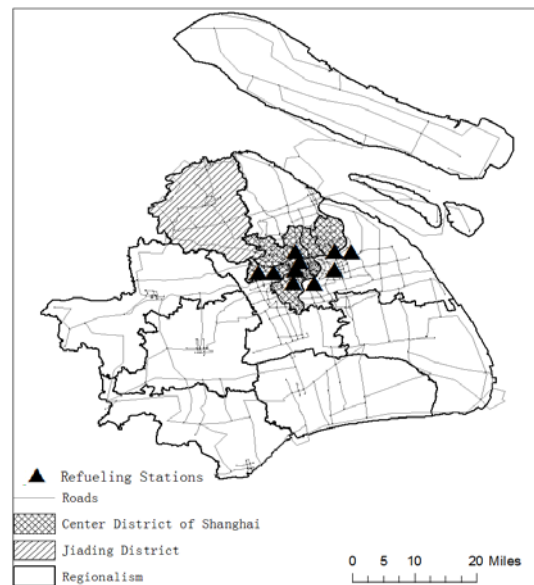 Refueling Stations
Roads
Center District of Shanghai
Jiading District
Regionalism
0 5 10 20 Miles